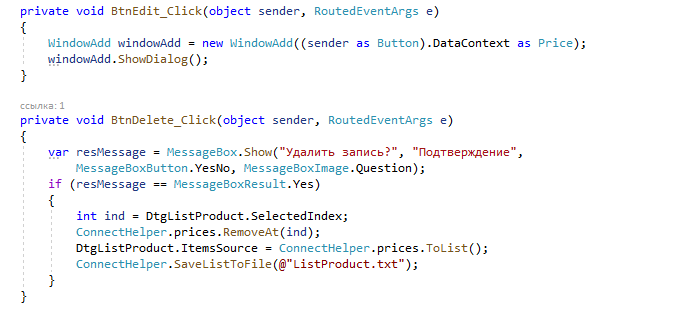 private void BtnEdit_Click(object sender, RoutedEventArgs e)
{
WindowAdd windowAdd = new WindowAdd((sender as Button).DataContext as Price);
windowAdd.ShowDialog();
}
ссылка: 1
private void BtnDelete_Click(object sender, RoutedEventArgs e)
{
var resMessage = MessageBox.Show("Удалить запись?", "Подтверждение",
MessageBoxButton.YesNo, MessageBoxImage.Question);
if (resMessage == MessageBoxResult.Yes)
{
int ind = DtgListProduct.SelectedIndex;
ConnectHelper.prices.RemoveAt(ind);
DtgListProduct.ItemsSource = ConnectHelper.prices.ToList();
ConnectHelper.SaveListToFile(@"ListProduct.txt");
}
}